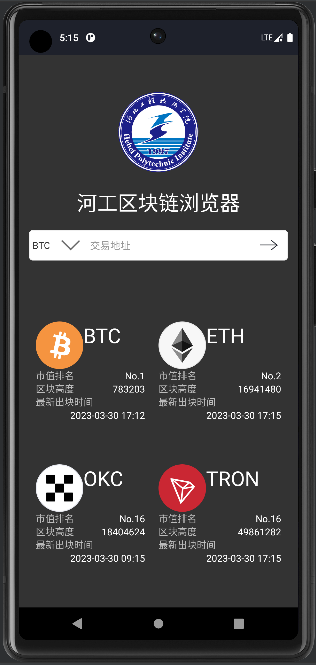 5:15 LTE
Hebei Polytechnic Institute
河工区块链浏览器
BTC 交易地址
BTC ETH
市值排名 No.1 市值排名 No.2
区块高度 783203 区块高度 16941480
最新出块时间 最新出块时间
2023-03-30 17:12 2023-03-30 17:15
OKC TRON
市值排名 No.16 市值排名 No.16
区块高度 18404624 区块高度 49861282
最新出块时间 最新出块时间
2023-03-30 09:15 2023-03-30 17:15